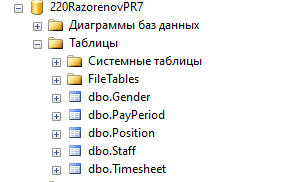 220RazorenovPR7
Диаграммы баз данных
Таблицы
Системные таблицы
FileTables
dbo.Gender
dbo.PayPeriod
dbo.Position
dbo.Staff
dbo.Timesheet